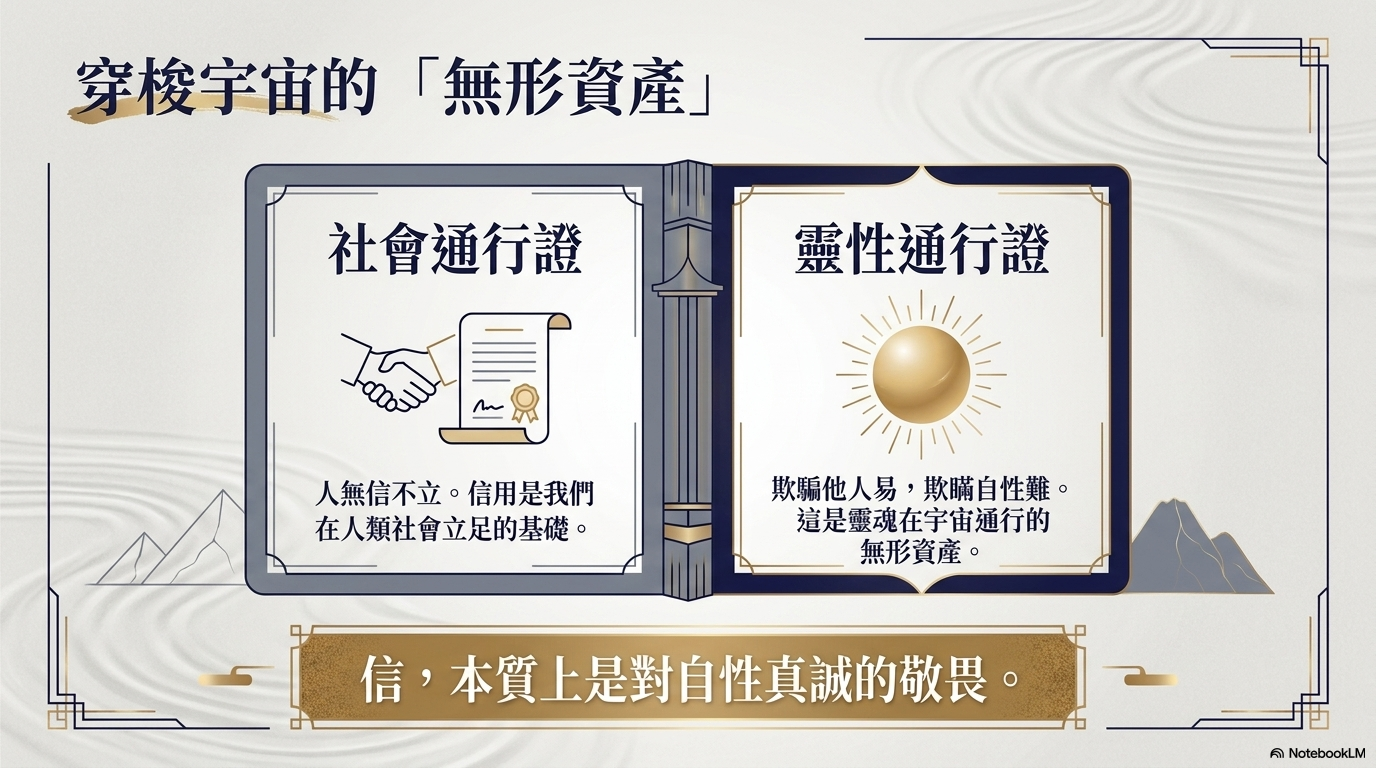 穿梭宇宙的「無形資產」
社會通行證
人無信不立。信用是我們
在人類社會立足的基礎。
靈性通行證
欺騙他人易，欺瞞自性難。
這是靈魂在宇宙通行的
無形資產。
信，本質上是對自性真誠的敬畏。
NotebookLM